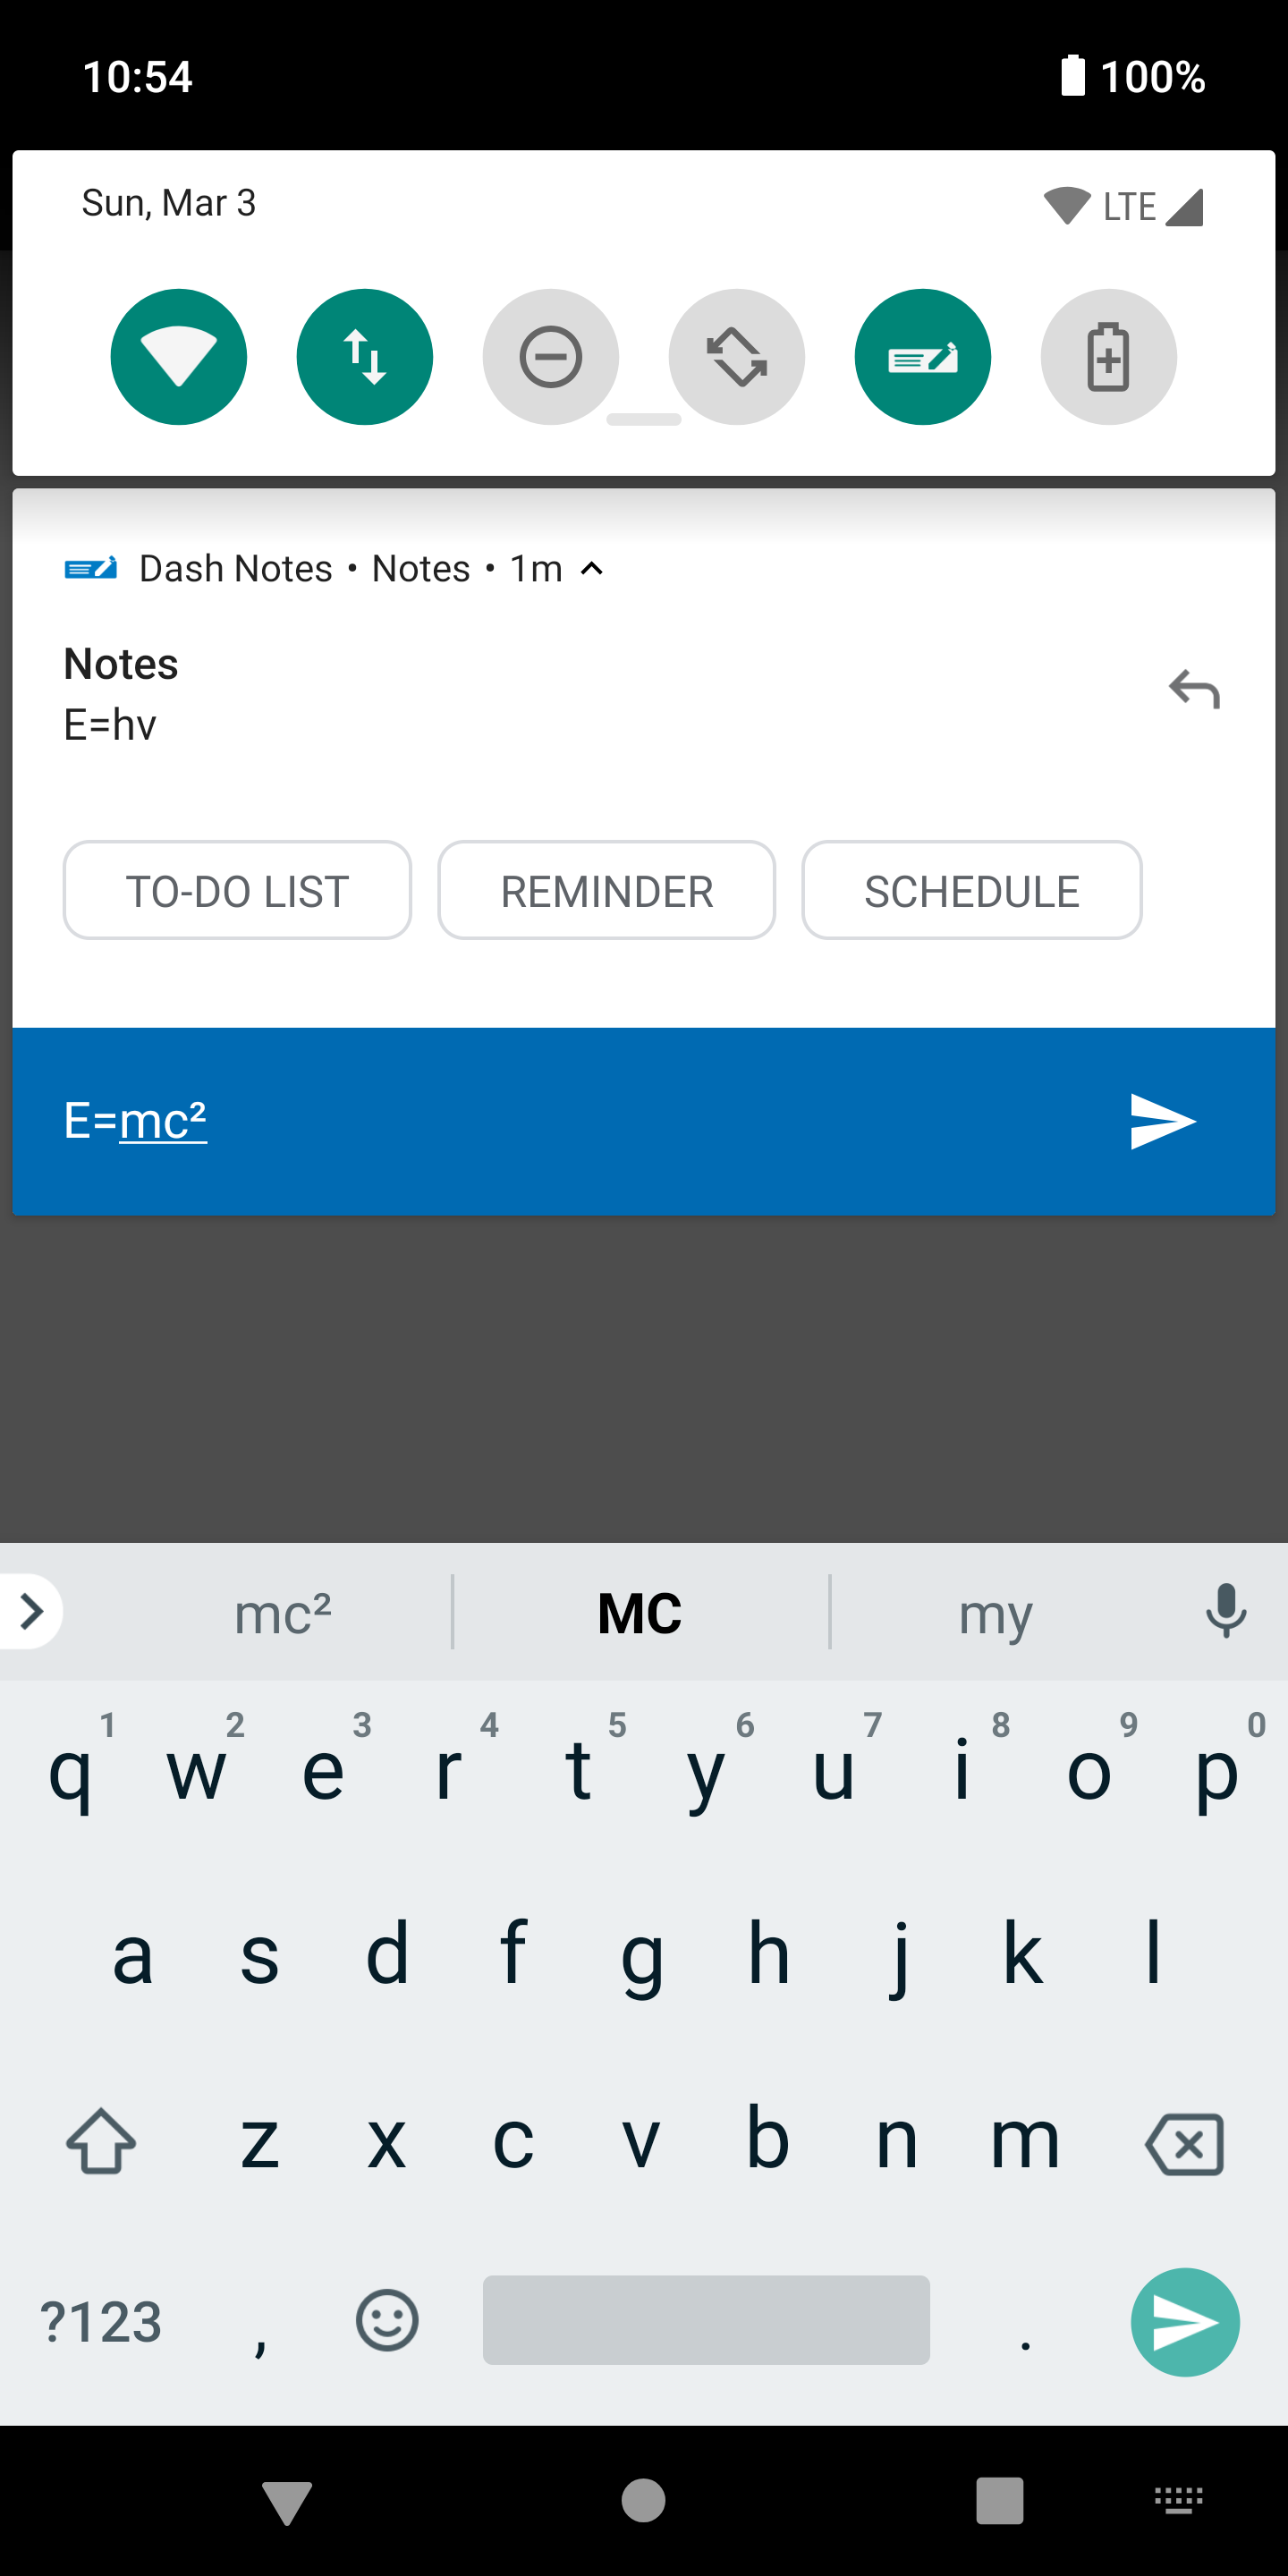 10:54 100%
Sun, Mar 3 LTE
Dash Notes • Notes • 1m
Notes
E=hv
TO-DO LIST REMINDER SCHEDULE
E=mc²
mc² MC my
1 2 3 4 5 6 7 8 9 0
q w e r t y u i o p
a s d f g h j k l
z x c v b n m
?123 , .